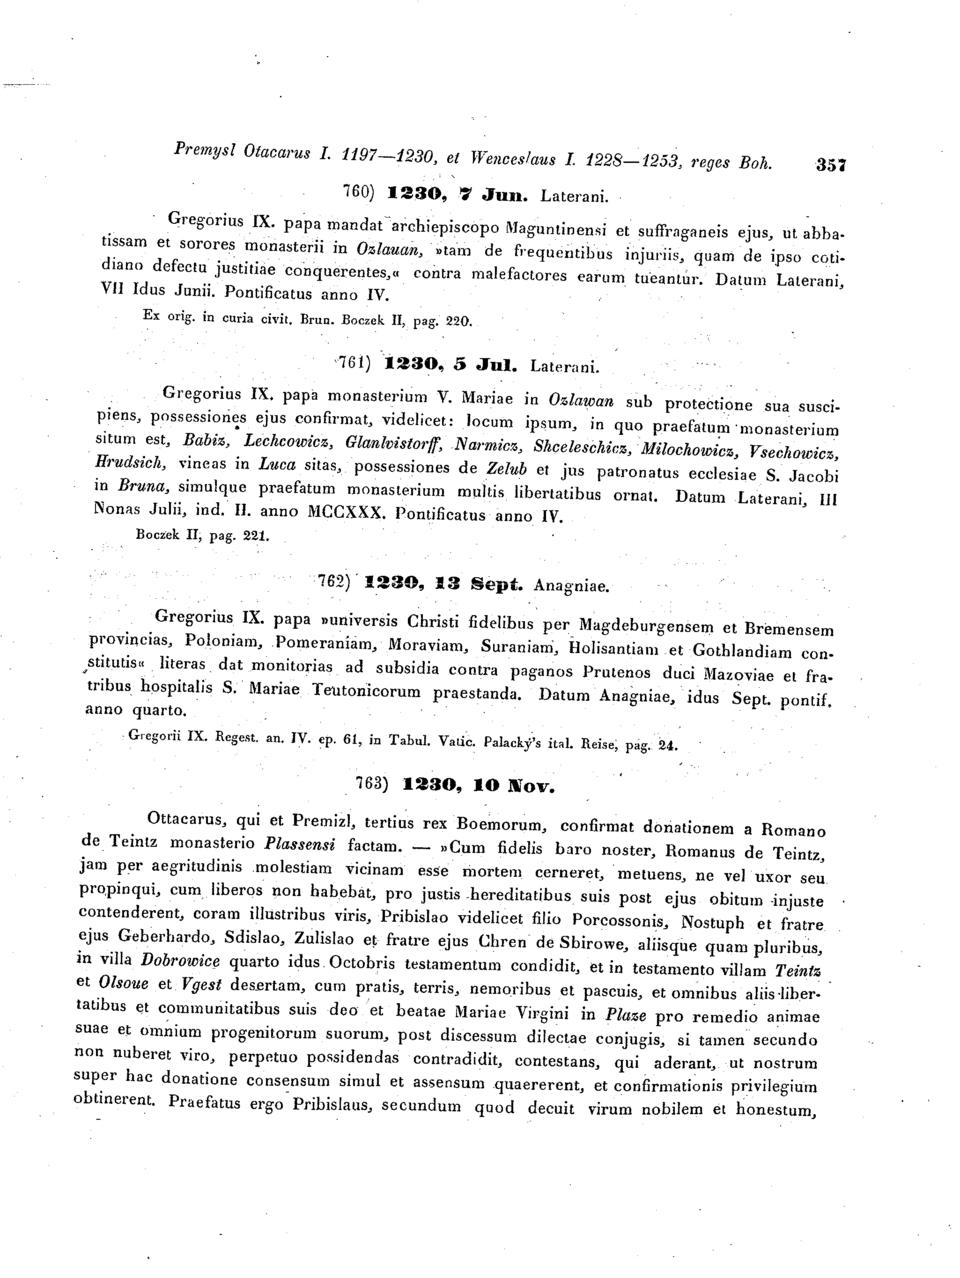 Premysl Otacarus I. 1197—1230, et Wenceslaus I. 1228—1253, reges Boh. 357
760) 1230, 7 Jun. Laterani.
Gregorius IX. papa mandat archiepiscopo Maguntinensi et suffraganeis ejus, ut abba-
tissam et sorores monasterii in Ozlauan, »tam de frequentibus injuriis, quam de ipso coti-
diano defectu justitiae conquerentes,« contra malefactores earum tueantur. Datum Laterani,
VII Idus Junii. Pontificatus anno IV.
Ex orig. in curia civit. Brun. Boczek II, pag. 220.
761) 1230, 5 Jul. Laterani.
Gregorius IX. papa monasterium V. Mariae in Ozlawan sub protectione sua susci-
piens, possessiones ejus confirmat, videlicet: locum ipsum, in quo praefatum monasterium
situm est, Babiz, Lechcowicz, Glanlvistorff, Narmicz, Shceleschicz, Milochowicz, Vsechowicz,
Hrudsich, vineas in Luca sitas, possessiones de Zelub et jus patronatus ecclesiae S. Jacobi
in Bruna, simulque praefatum monasterium multis libertatibus ornat. Datum Laterani, III
Nonas Julii, ind. II. anno MCCXXX. Pontificatus anno IV.
Boczek II, pag. 221.
762) 1230, 13 Sept. Anagniae.
Gregorius IX. papa »universis Christi fidelibus per Magdeburgensem et Bremensem
provincias, Poloniam, Pomeraniam, Moraviam, Suraniam, Holisantiam et Gothlandiam con-
stitutis« literas dat monitorias ad subsidia contra paganos Prutenos duci Mazoviae et fra-
tribus hospitalis S. Mariae Teutonicorum praestanda. Datum Anagniae, idus Sept. pontif.
anno quarto.
Gregorii IX. Regest. an. IV. ep. 61, in Tabul. Vatic. Palacký's ital. Reise, pag. 24.
763) 1230, 10 Nov.
Ottacarus, qui et Premizl, tertius rex Boemorum, confirmat donationem a Romano
de Teintz monasterio Plassensi factam. — »Cum fidelis baro noster, Romanus de Teintz,
jam per aegritudinis molestiam vicinam esse mortem cerneret, metuens, ne vel uxor seu
propinqui, cum liberos non habebat, pro justis hereditatibus suis post ejus obitum injuste
contenderent, coram illustribus viris, Pribislao videlicet filio Porcossonis, Nostuph et fratre
ejus Geberhardo, Sdislao, Zulislao et fratre ejus Chren de Sbirowe, aliisque quam pluribus,
in villa Dobrowice quarto idus Octobris testamentum condidit, et in testamento villam Teintz
et Olsoue et Vgest desertam, cum pratis, terris, nemoribus et pascuis, et omnibus aliis liber-
tatibus et communitatibus suis deo et beatae Mariae Virgini in Plaze pro remedio animae
suae et omnium progenitorum suorum, post discessum dilectae conjugis, si tamen secundo
non nuberet viro, perpetuo possidendas contradidit, contestans, qui aderant, ut nostrum
super hac donatione consensum simul et assensum quaererent, et confirmationis privilegium
obtinerent. Praefatus ergo Pribislaus, secundum quod decuit virum nobilem et honestum,